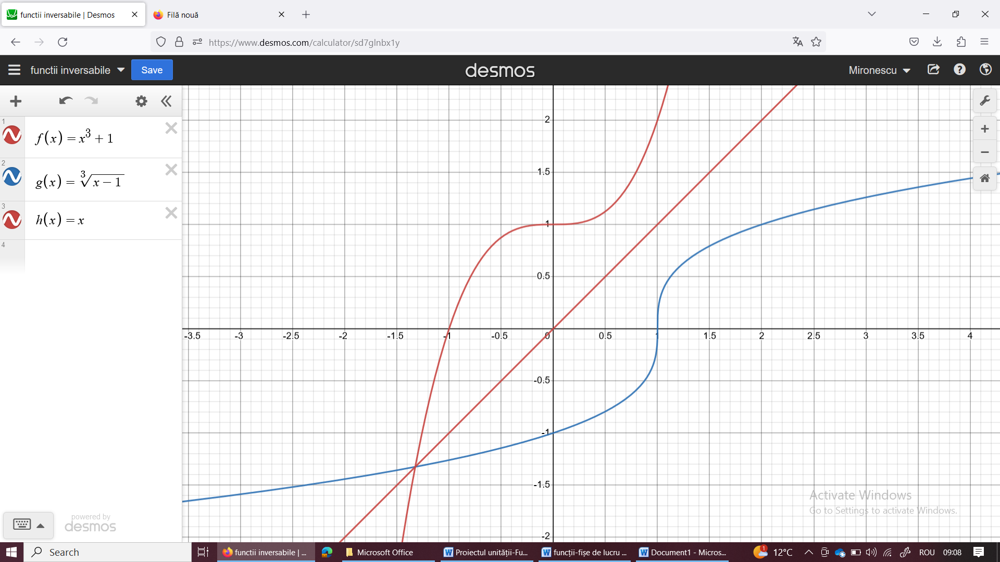 functii inversabile | Desmos
Filă nouă
https://www.desmos.com/calculator/sd7glnbx1y
functii inversabile
Save
desmos
Mironescu
1
f(x) = x³ + 1
2
g(x) = ∛(x − 1)
3
h(x) = x
4
2
1.5
1
0.5
-3.5 -3 -2.5 -2 -1.5 -1 -0.5 0 0.5 1 1.5 2 2.5 3 3.5 4
-0.5
-1
-1.5
-2
Activate Windows
Go to Settings to activate Windows.
powered by
desmos
Search
functii inversabile | ...
Microsoft Office
Proiectul unității-Fu...
funcții-fișe de lucru ...
Document1 - Micros...
1
12°C
ROU
09:08